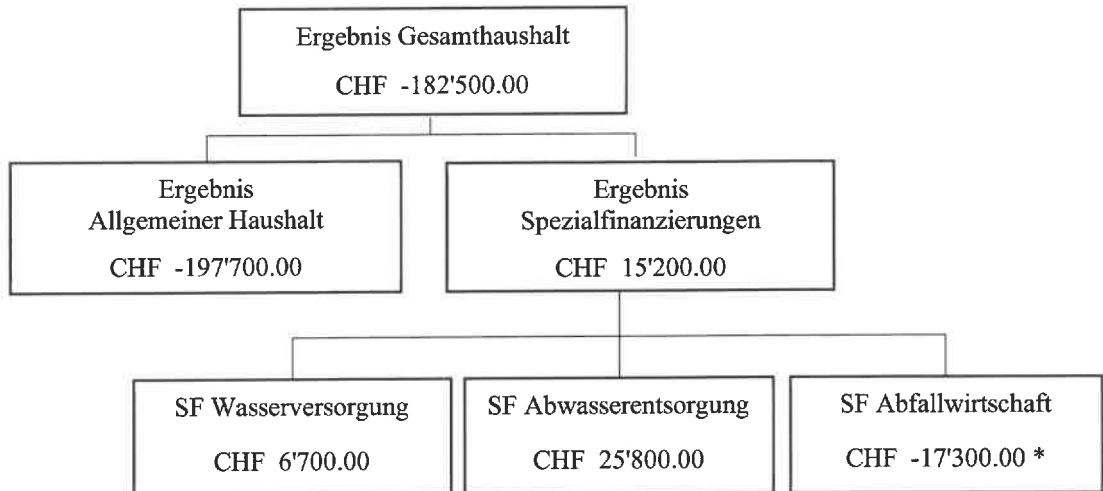 Ergebnis Gesamthaushalt
CHF -182'500.00
Ergebnis
Allgemeiner Haushalt
CHF -197'700.00
Ergebnis
Spezialfinanzierungen
CHF 15'200.00
SF Wasserversorgung
CHF 6'700.00
SF Abwasserentsorgung
CHF 25'800.00
SF Abfallwirtschaft
CHF -17'300.00 *